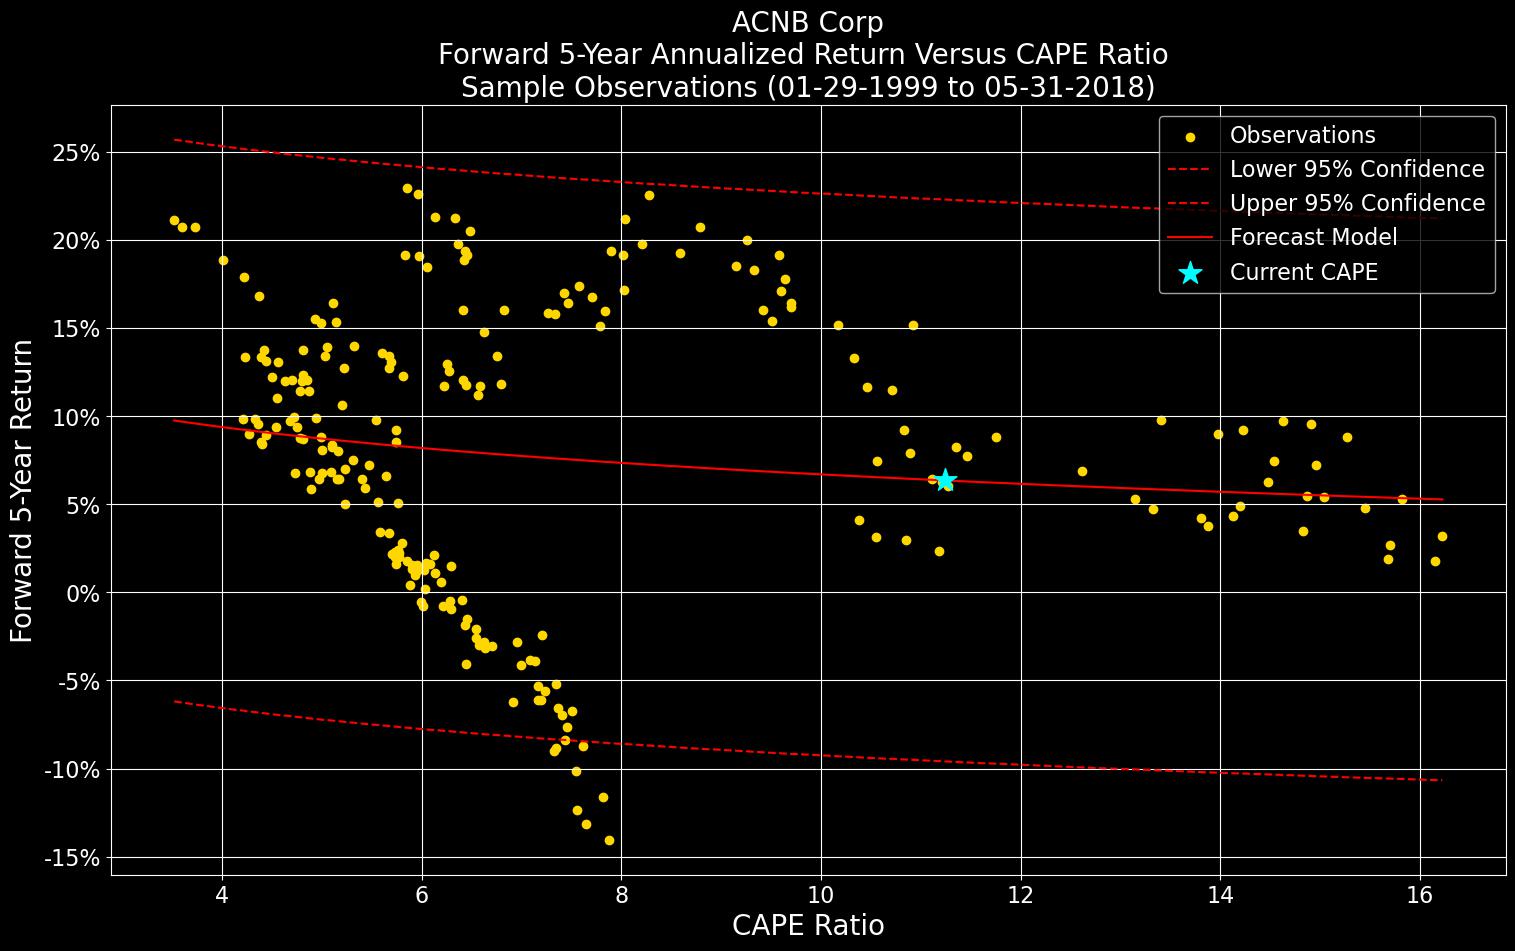 ACNB Corp
Forward 5-Year Annualized Return Versus CAPE Ratio
Sample Observations (01-29-1999 to 05-31-2018)
Observations
Lower 95% Confidence
Upper 95% Confidence
Forecast Model
Current CAPE
Forward 5-Year Return
25%
20%
15%
10%
5%
0%
-5%
-10%
-15%
4 6 8 10 12 14 16
CAPE Ratio